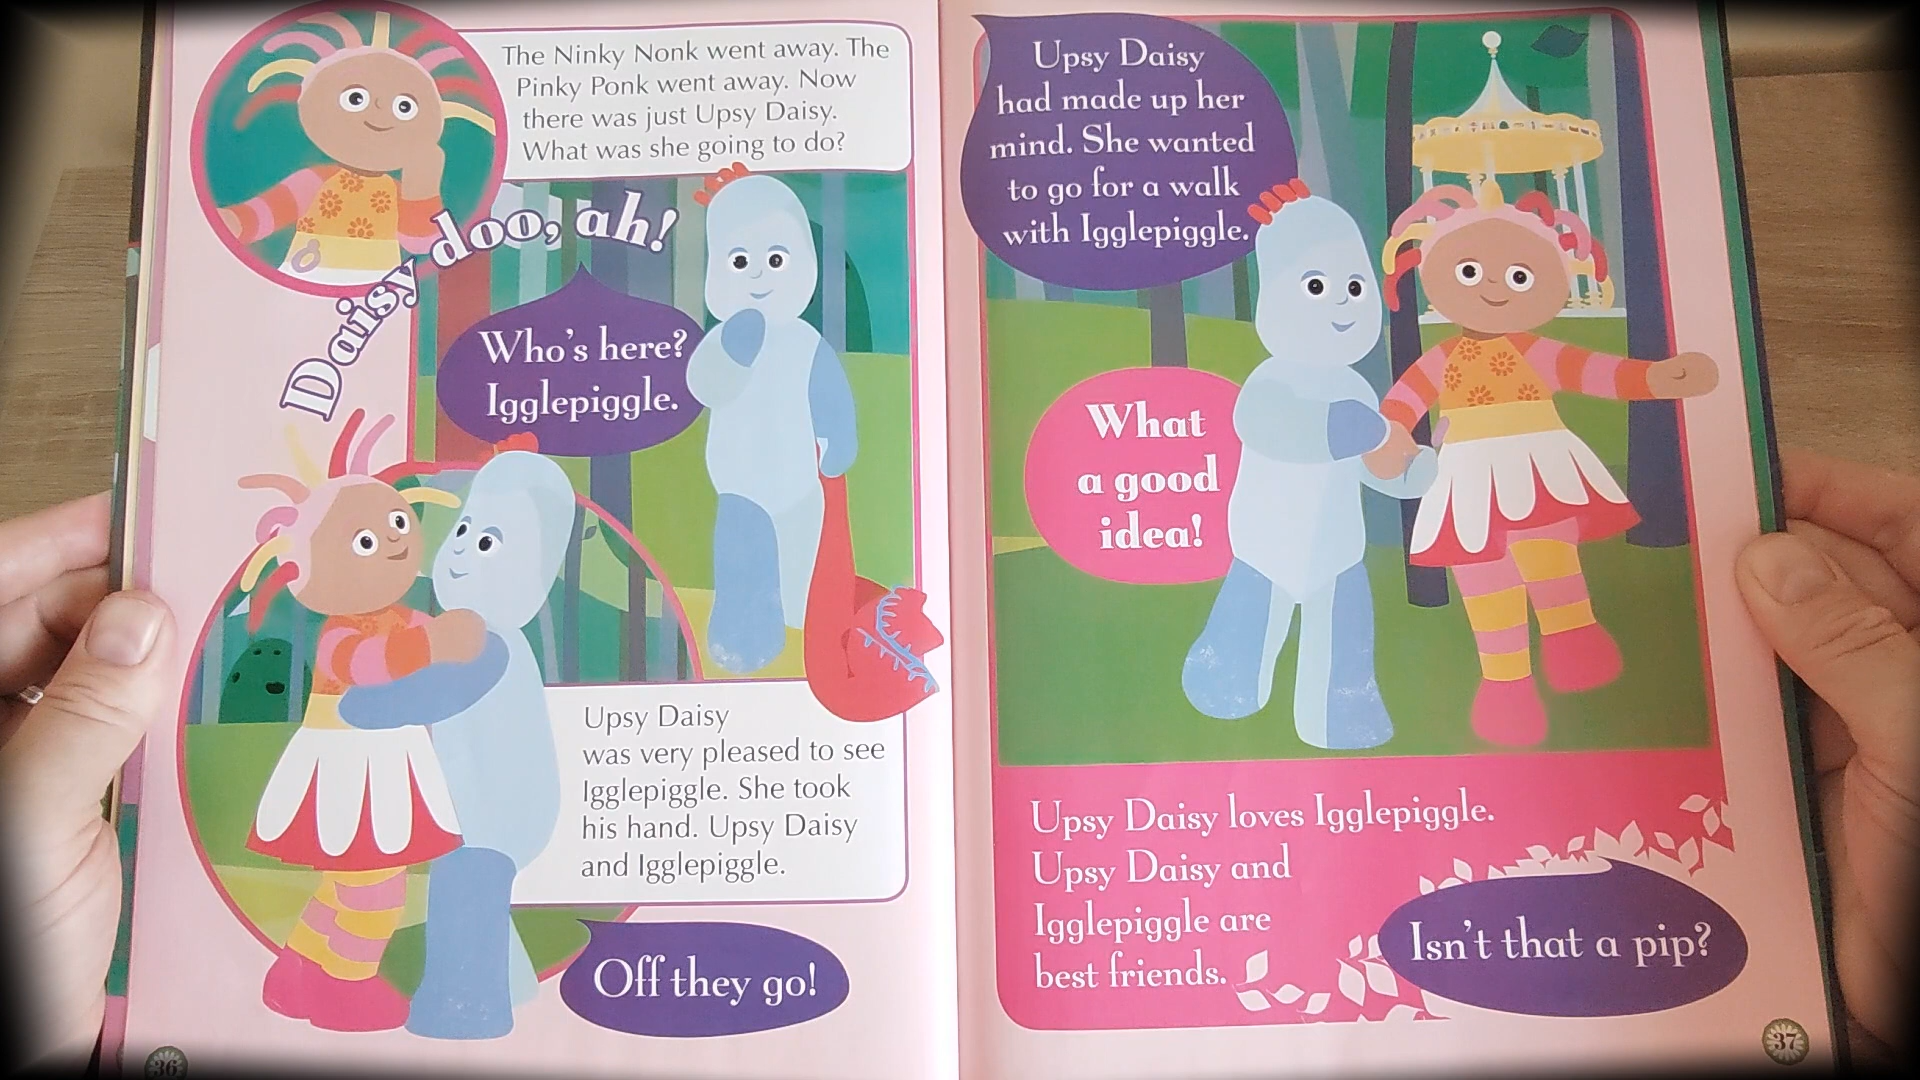 The Ninky Nonk went away. The
Pinky Ponk went away. Now
there was just Upsy Daisy.
What was she going to do?
Daisy doo, ah!
Who's here?
Igglepiggle.
Upsy Daisy
was very pleased to see
Igglepiggle. She took
his hand. Upsy Daisy
and Igglepiggle.
Off they go!
36
Upsy Daisy
had made up her
mind. She wanted
to go for a walk
with Igglepiggle.
What
a good
idea!
Upsy Daisy loves Igglepiggle.
Upsy Daisy and
Igglepiggle are
best friends.
Isn't that a pip?
37